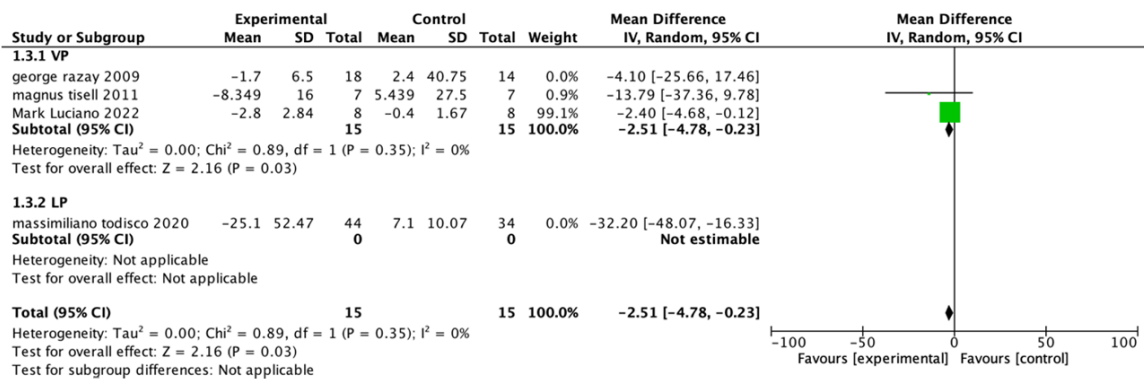 Experimental Control Mean Difference Mean Difference
Study or Subgroup Mean SD Total Mean SD Total Weight IV, Random, 95% CI IV, Random, 95% CI
1.3.1 VP
george razay 2009 −1.7 6.5 18 2.4 40.75 14 0.0% −4.10 [−25.66, 17.46]
magnus tisell 2011 −8.349 16 7 5.439 27.5 7 0.9% −13.79 [−37.36, 9.78]
Mark Luciano 2022 −2.8 2.84 8 −0.4 1.67 8 99.1% −2.40 [−4.68, −0.12]
Subtotal (95% CI) 15 15 100.0% −2.51 [−4.78, −0.23]
Heterogeneity: Tau² = 0.00; Chi² = 0.89, df = 1 (P = 0.35); I² = 0%
Test for overall effect: Z = 2.16 (P = 0.03)
1.3.2 LP
massimiliano todisco 2020 −25.1 52.47 44 7.1 10.07 34 0.0% −32.20 [−48.07, −16.33]
Subtotal (95% CI) 0 0 Not estimable
Heterogeneity: Not applicable
Test for overall effect: Not applicable
Total (95% CI) 15 15 100.0% −2.51 [−4.78, −0.23]
Heterogeneity: Tau² = 0.00; Chi² = 0.89, df = 1 (P = 0.35); I² = 0%
Test for overall effect: Z = 2.16 (P = 0.03)
Test for subgroup differences: Not applicable
−100 −50 0 50 100
Favours [experimental] Favours [control]